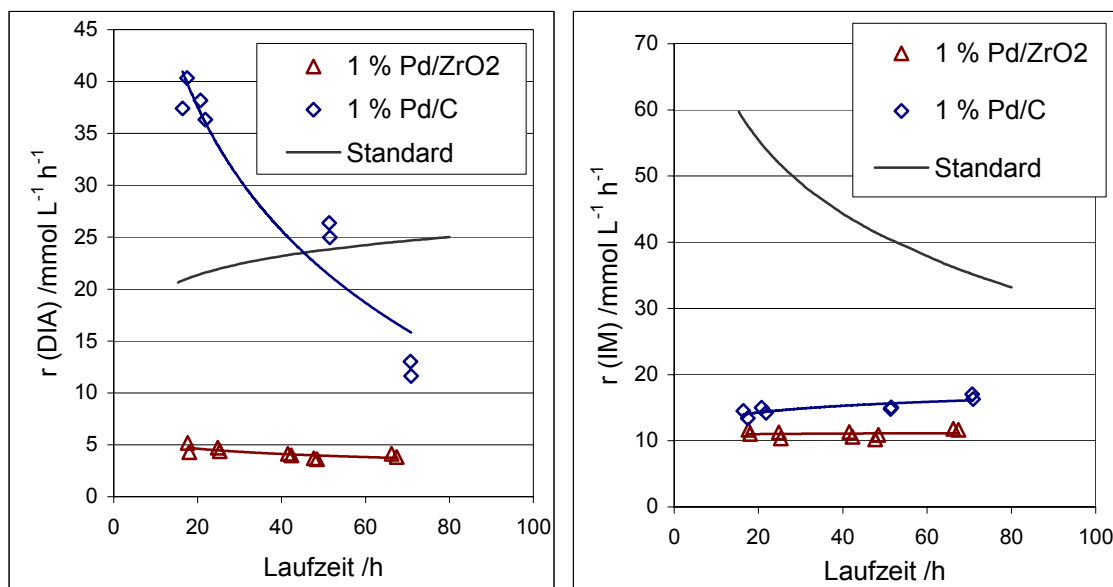 r (DIA) /mmol L⁻¹ h⁻¹
45
40
35
30
25
20
15
10
5
0
1 % Pd/ZrO2
1 % Pd/C
Standard
0 20 40 60 80 100
Laufzeit /h
r (IM) /mmol L⁻¹ h⁻¹
70
60
50
40
30
20
10
0
1 % Pd/ZrO2
1 % Pd/C
Standard
0 20 40 60 80 100
Laufzeit /h